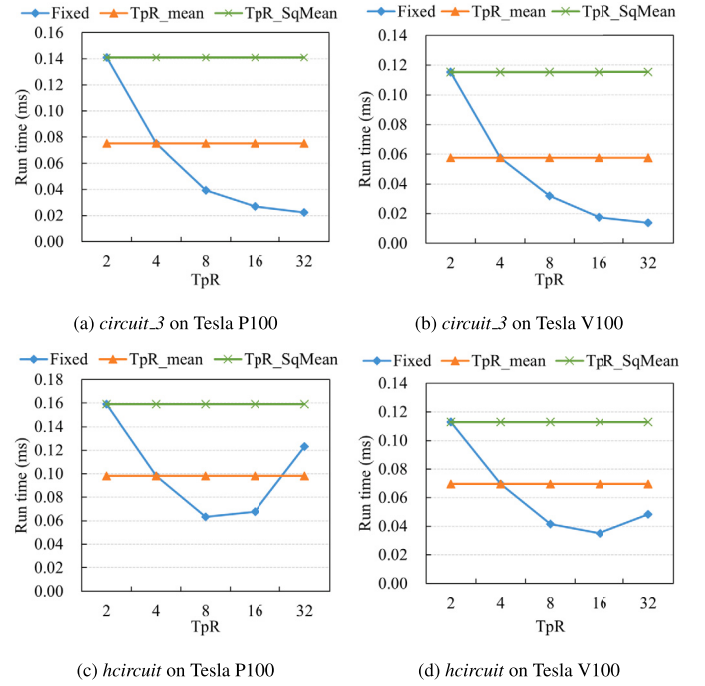 Fixed TpR_mean TpR_SqMean
0.16
0.14
0.12
0.10
0.08
0.06
0.04
0.02
0.00
Run time (ms)
2 4 8 16 32
TpR
(a) circuit_3 on Tesla P100
Fixed TpR_mean TpR_SqMean
0.14
0.12
0.10
0.08
0.06
0.04
0.02
0.00
Run time (ms)
2 4 8 16 32
TpR
(b) circuit_3 on Tesla V100
Fixed TpR_mean TpR_SqMean
0.18
0.16
0.14
0.12
0.10
0.08
0.06
0.04
0.02
0.00
Run time (ms)
2 4 8 16 32
TpR
(c) hcircuit on Tesla P100
Fixed TpR_mean TpR_SqMean
0.14
0.12
0.10
0.08
0.06
0.04
0.02
0.00
Run time (ms)
2 4 8 16 32
TpR
(d) hcircuit on Tesla V100